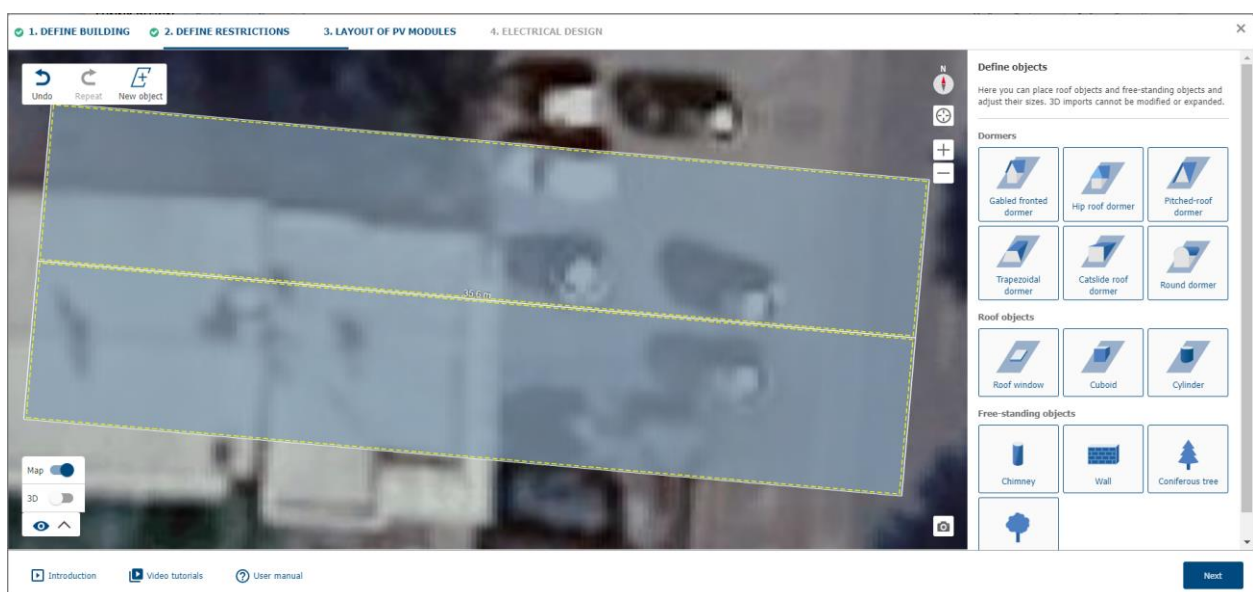 1. DEFINE BUILDING
2. DEFINE RESTRICTIONS
3. LAYOUT OF PV MODULES
4. ELECTRICAL DESIGN
Undo
Repeat
New object
N
Map
3D
Define objects
Here you can place roof objects and free-standing objects and
adjust their sizes. 3D imports cannot be modified or expanded.
Dormers
Gabled fronted
dormer
Hip roof dormer
Pitched-roof
dormer
Trapezoidal
dormer
Catslide roof
dormer
Round dormer
Roof objects
Roof window
Cuboid
Cylinder
Free-standing objects
Chimney
Wall
Coniferous tree
Introduction
Video tutorials
User manual
Next